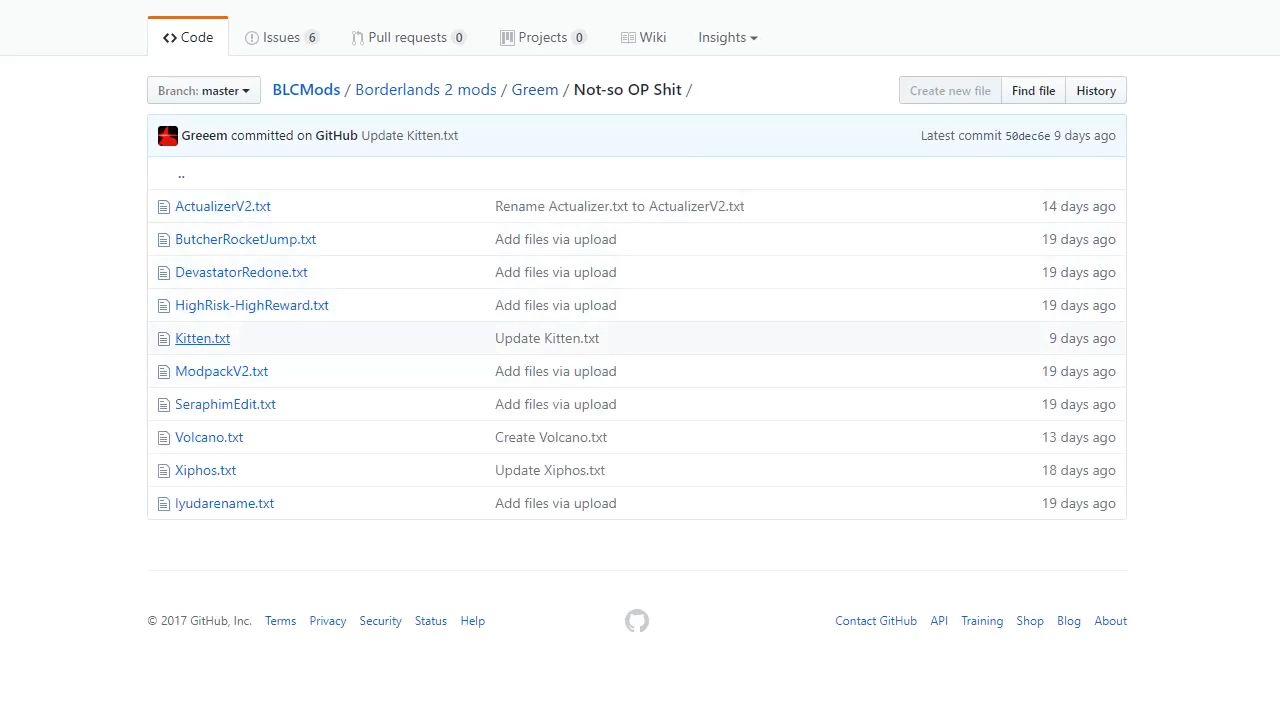 Code Issues 6 Pull requests 0 Projects 0 Wiki Insights
Branch: master BLCMods / Borderlands 2 mods / Greem / Not-so OP Shit / Create new file Find file History
Greeem committed on GitHub Update Kitten.txt Latest commit 50dec6e 9 days ago
..
ActualizerV2.txt Rename Actualizer.txt to ActualizerV2.txt 14 days ago
ButcherRocketJump.txt Add files via upload 19 days ago
DevastatorRedone.txt Add files via upload 19 days ago
HighRisk-HighReward.txt Add files via upload 19 days ago
Kitten.txt Update Kitten.txt 9 days ago
ModpackV2.txt Add files via upload 19 days ago
SeraphimEdit.txt Add files via upload 19 days ago
Volcano.txt Create Volcano.txt 13 days ago
Xiphos.txt Update Xiphos.txt 18 days ago
lyudarename.txt Add files via upload 19 days ago
© 2017 GitHub, Inc. Terms Privacy Security Status Help Contact GitHub API Training Shop Blog About